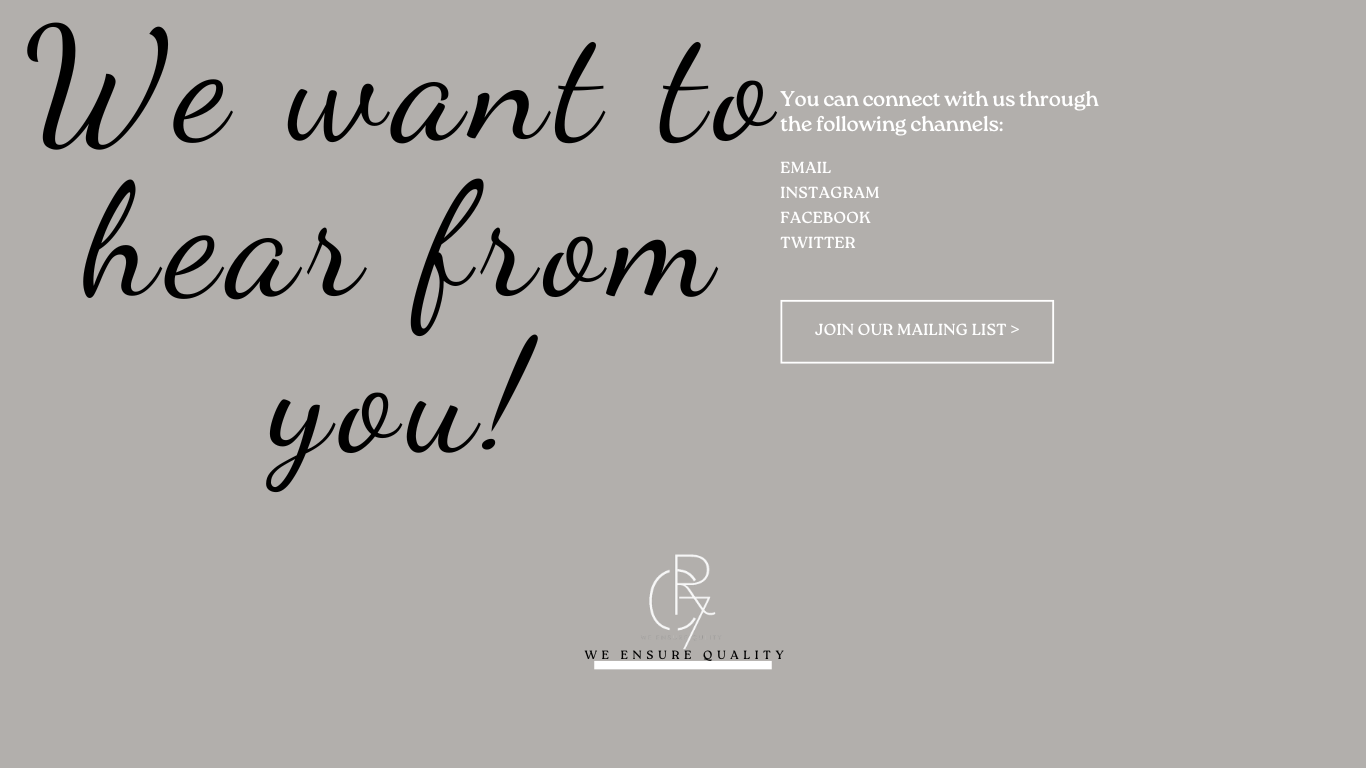 We want to
hear from
you!
You can connect with us through
the following channels:
EMAIL
INSTAGRAM
FACEBOOK
TWITTER
JOIN OUR MAILING LIST >
CR7
WE ENSURE QUALITY